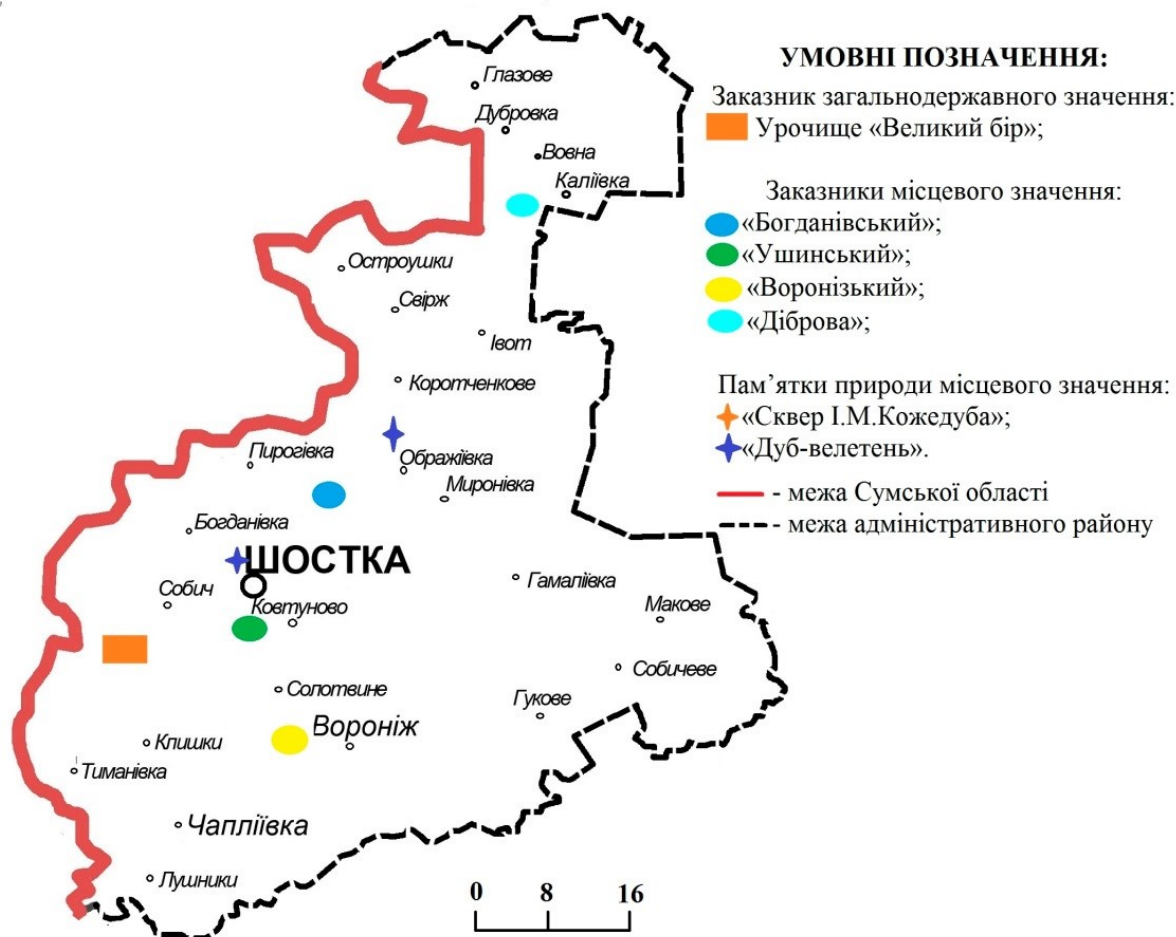 Глазове
Дубровка
Вовна
Каліївка
Остроушки
Свірж
Івот
Коротченкове
Пирогівка
Ображіївка
Миронівка
Богданівка
ШОСТКА
Собич
Ковтуново
Гамаліївка
Макове
Собичеве
Солотвине
Гукове
Вороніж
Клишки
Тиманівка
Чапліївка
Лушники
0 8 16
УМОВНІ ПОЗНАЧЕННЯ:
Заказник загальнодержавного значення:
Урочище «Великий бір»;
Заказники місцевого значення:
«Богданівський»;
«Ушинський»;
«Воронізький»;
«Діброва»;
Пам’ятки природи місцевого значення:
«Сквер І.М.Кожедуба»;
«Дуб-велетень».
- межа Сумської області
- межа адміністративного району